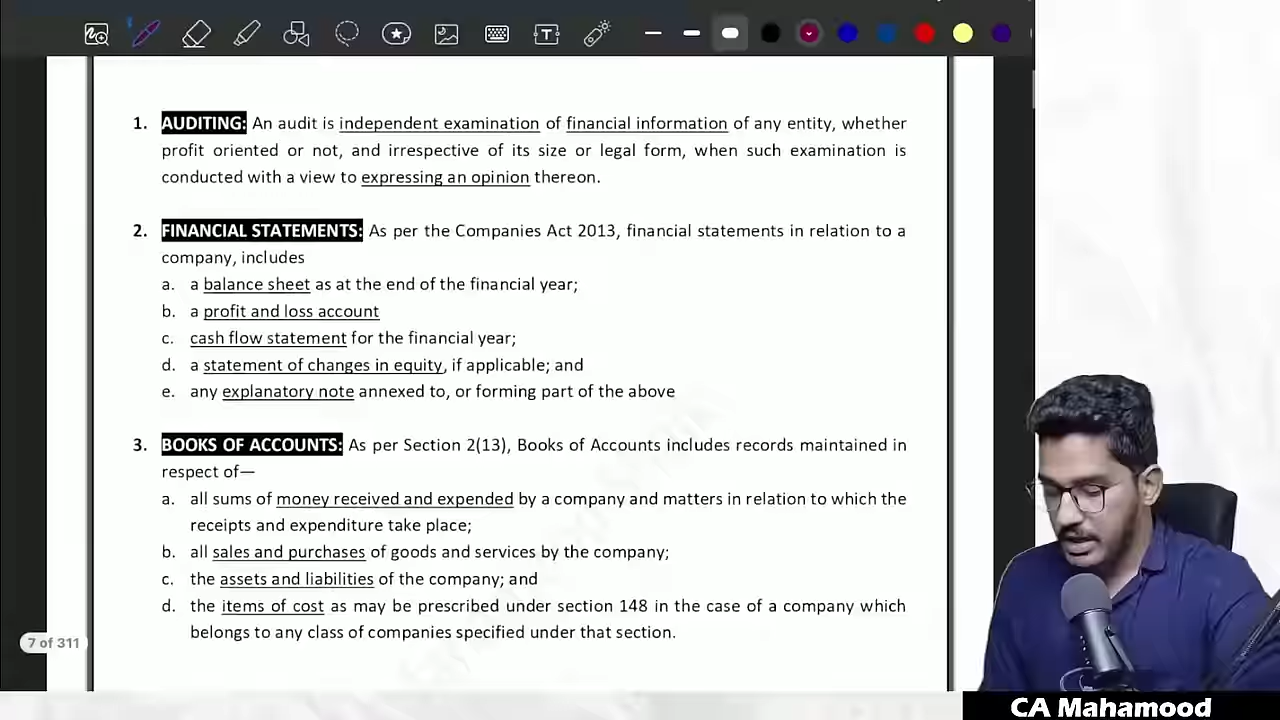 1. AUDITING: An audit is independent examination of financial information of any entity, whether
profit oriented or not, and irrespective of its size or legal form, when such examination is
conducted with a view to expressing an opinion thereon.
2. FINANCIAL STATEMENTS: As per the Companies Act 2013, financial statements in relation to a
company, includes
a. a balance sheet as at the end of the financial year;
b. a profit and loss account
c. cash flow statement for the financial year;
d. a statement of changes in equity, if applicable; and
e. any explanatory note annexed to, or forming part of the above
3. BOOKS OF ACCOUNTS: As per Section 2(13), Books of Accounts includes records maintained in
respect of—
a. all sums of money received and expended by a company and matters in relation to which the
receipts and expenditure take place;
b. all sales and purchases of goods and services by the company;
c. the assets and liabilities of the company; and
d. the items of cost as may be prescribed under section 148 in the case of a company which
belongs to any class of companies specified under that section.
7 of 311
CA Mahamood